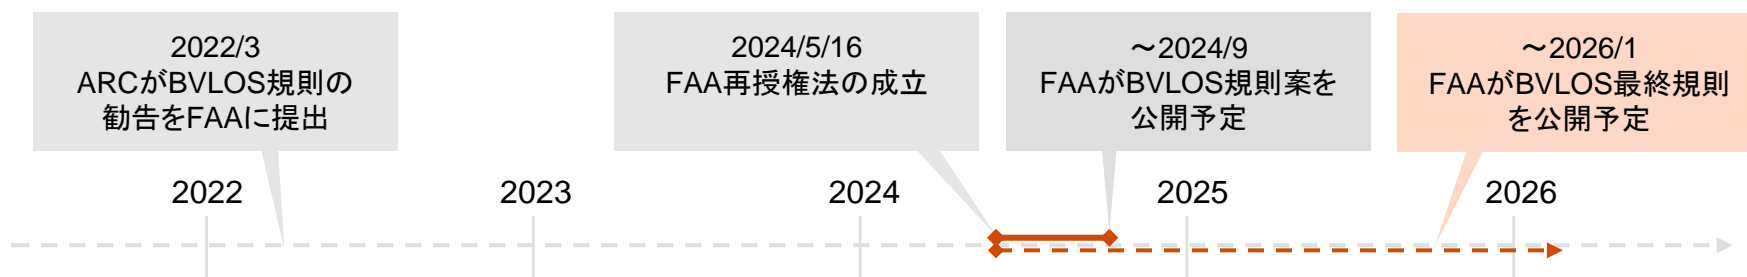 2022/3
ARCがBVLOS規則の
勧告をFAAに提出
2024/5/16
FAA再授権法の成立
～2024/9
FAAがBVLOS規則案を
公開予定
～2026/1
FAAがBVLOS最終規則
を公開予定
2022
2023
2024
2025
2026